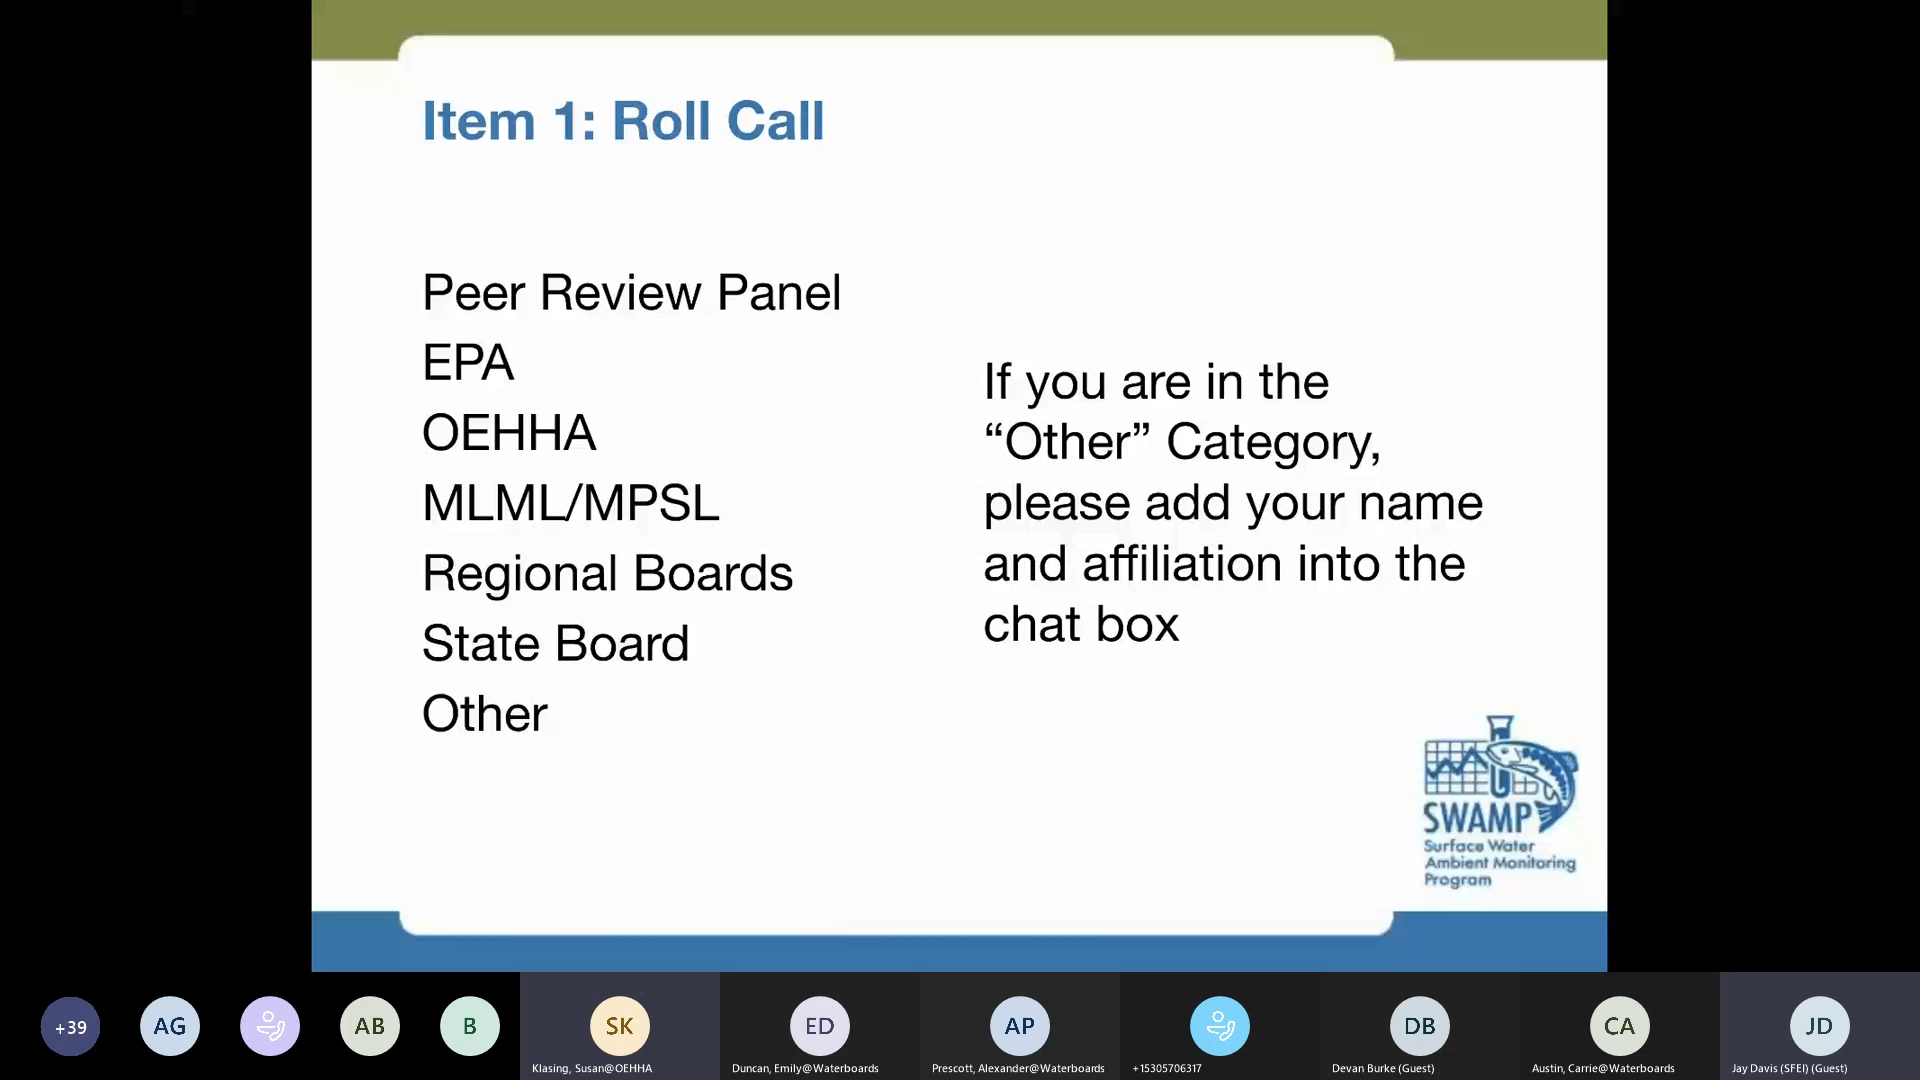 Item 1: Roll Call
Peer Review Panel
EPA
OEHHA
MLML/MPSL
Regional Boards
State Board
Other
If you are in the
“Other” Category,
please add your name
and affiliation into the
chat box
SWAMP
Surface Water
Ambient Monitoring
Program
+39
AG
AB
B
SK
ED
AP
DB
CA
JD
Klasing, Susan@OEHHA
Duncan, Emily@Waterboards
Prescott, Alexander@Waterboards
+15305706317
Devan Burke (Guest)
Austin, Carrie@Waterboards
Jay Davis (SFEI) (Guest)